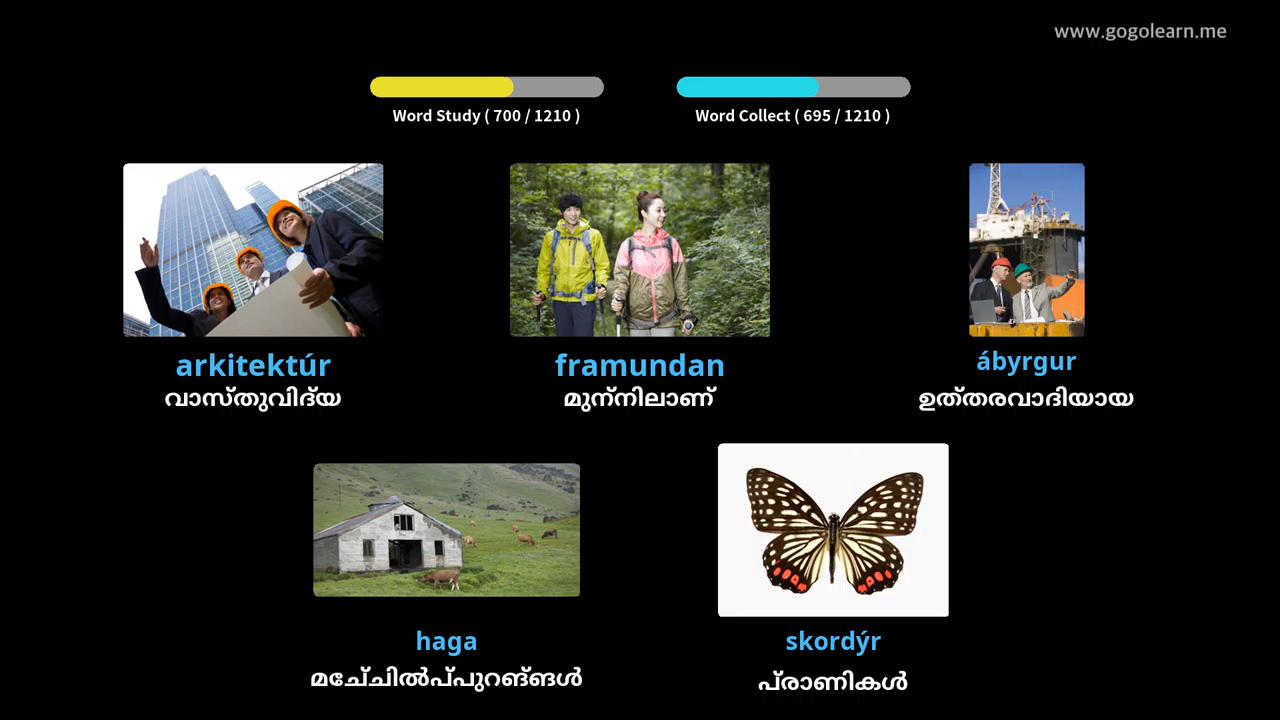 www.gogolearn.me
Word Study ( 700 / 1210 )
Word Collect ( 695 / 1210 )
arkitektúr
വാസ്തുവിദ്യ
framundan
മുന്നിലാണ്
ábyrgur
ഉത്തരവാദിയായ
haga
മച്ചേിൽപ്പുറങ്ങൾ
skordýr
പ്രാണികൾ